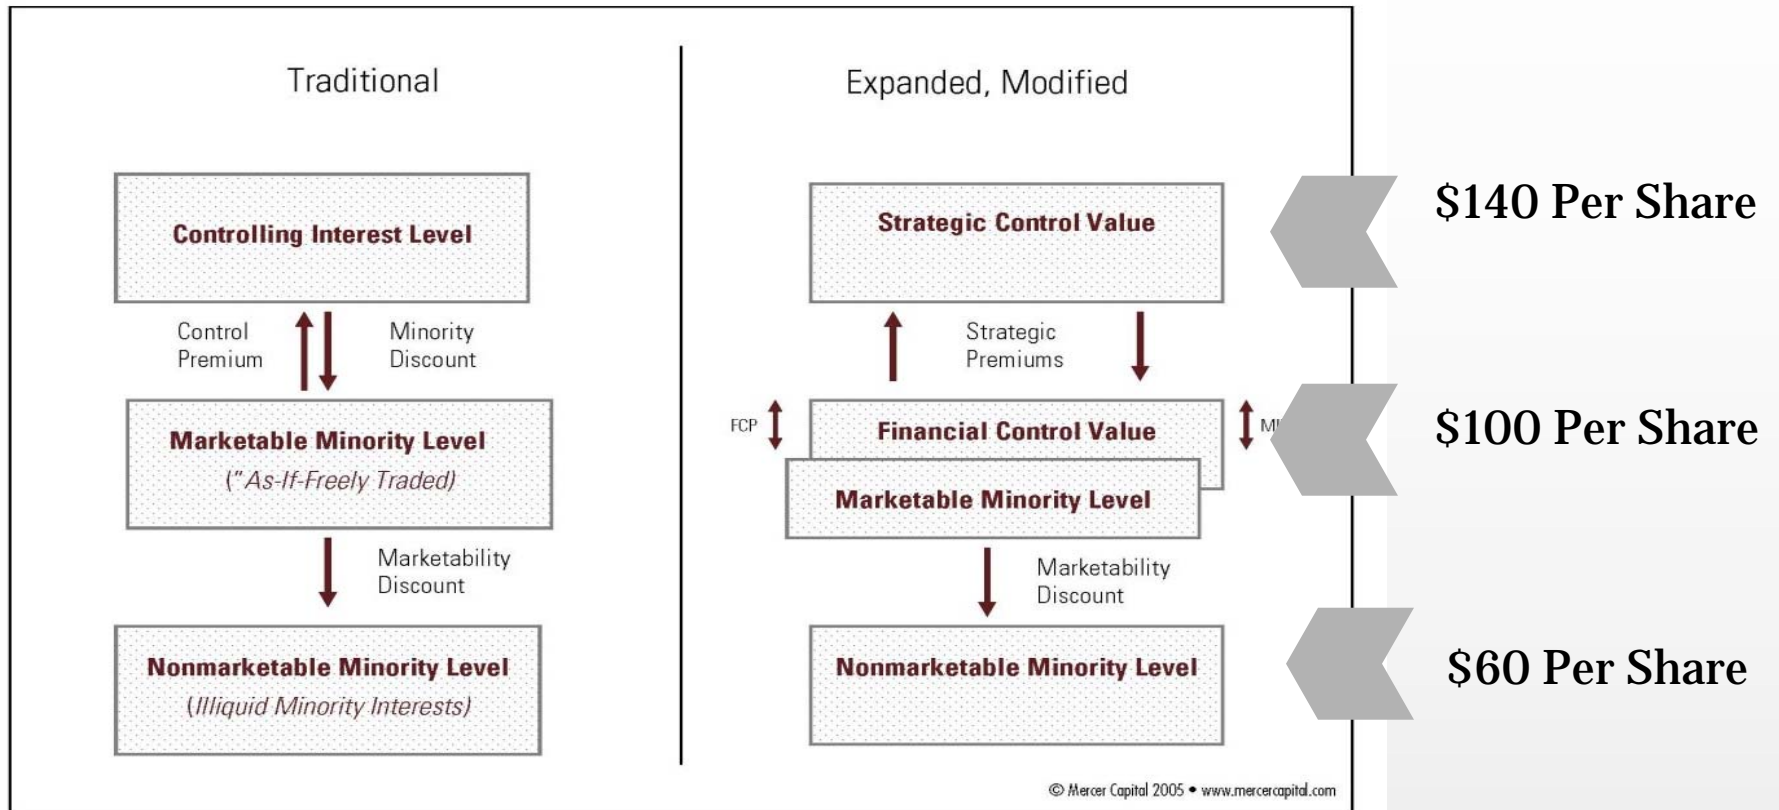 Traditional
Controlling Interest Level
Control
Premium
Minority
Discount
Marketable Minority Level
("As-If-Freely Traded)
Marketability
Discount
Nonmarketable Minority Level
(Illiquid Minority Interests)
Expanded, Modified
Strategic Control Value
Strategic
Premiums
FCP
Financial Control Value
Marketable Minority Level
Marketability
Discount
Nonmarketable Minority Level
© Mercer Capital 2005 • www.mercercapital.com
$140 Per Share
$100 Per Share
$60 Per Share